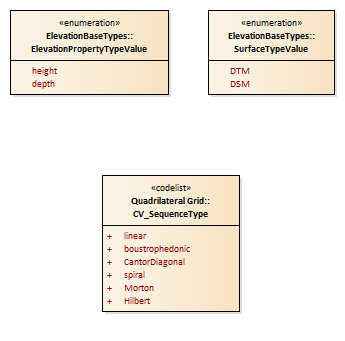 «enumeration»
ElevationBaseTypes::
ElevationPropertyTypeValue
height
depth
«enumeration»
ElevationBaseTypes::
SurfaceTypeValue
DTM
DSM
«codelist»
Quadrilateral Grid::
CV_SequenceType
+ linear
+ boustrophedonic
+ CantorDiagonal
+ spiral
+ Morton
+ Hilbert